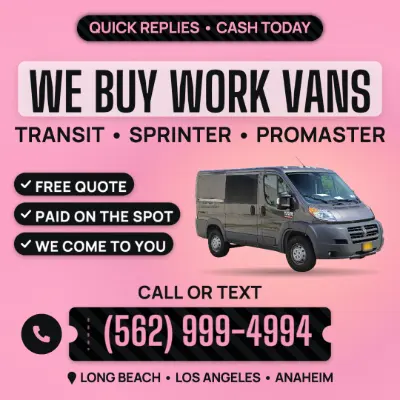 QUICK REPLIES • CASH TODAY
WE BUY WORK VANS
TRANSIT • SPRINTER • PROMASTER
FREE QUOTE
PAID ON THE SPOT
WE COME TO YOU
CALL OR TEXT
(562) 999-4994
LONG BEACH • LOS ANGELES • ANAHEIM